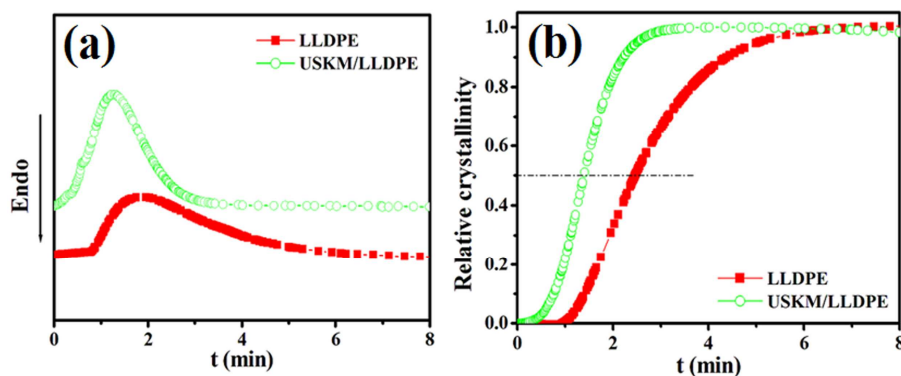 (a)
LLDPE
USKM/LLDPE
Endo
0 2 4 6 8
t (min)
(b)
1.0
0.8
0.6
0.4
0.2
0.0
Relative crystallinity
LLDPE
USKM/LLDPE
0 2 4 6 8
t (min)